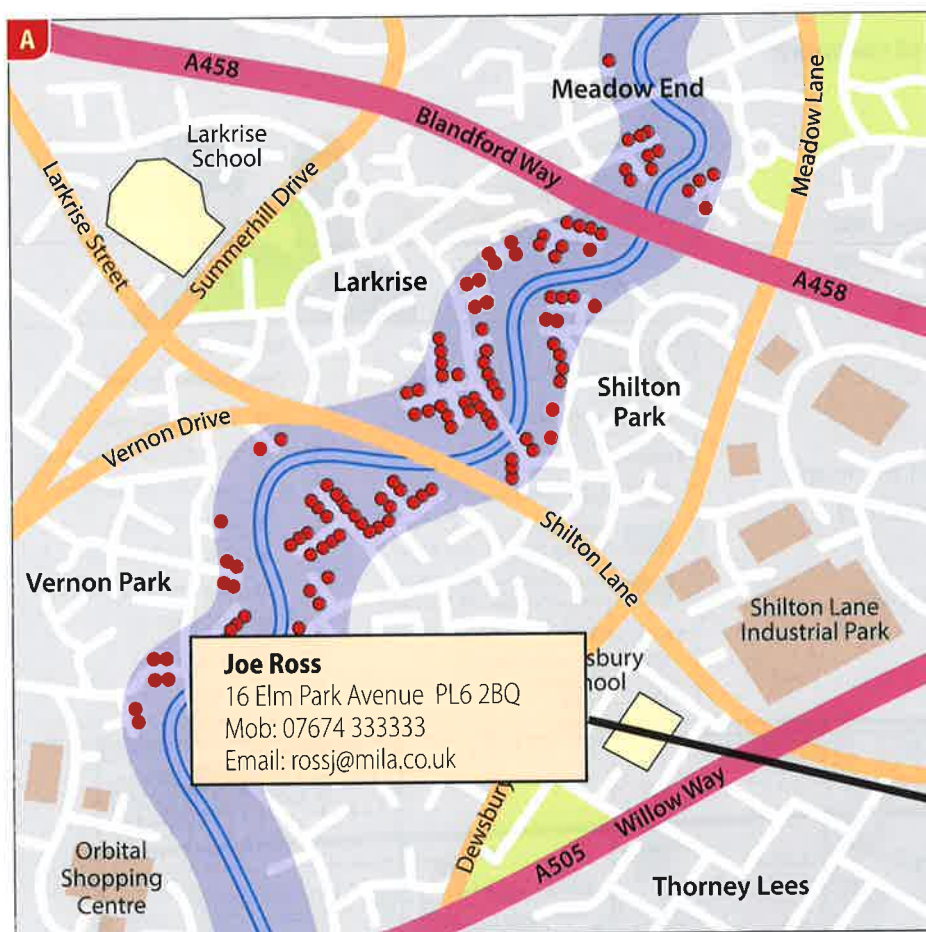 A
A458
Meadow End
Meadow Lane
Larkrise
School
Blandford Way
Larkrise Street
Summerhill Drive
Larkrise
A458
Shilton
Park
Vernon Drive
Shilton Lane
Vernon Park
Shilton Lane
Industrial Park
Joe Ross
16 Elm Park Avenue PL6 2BQ
Mob: 07674 333333
Email: rossj@mila.co.uk
sbury
ool
Dewsbury
Willow Way
A505
Orbital
Shopping
Centre
Thorney Lees